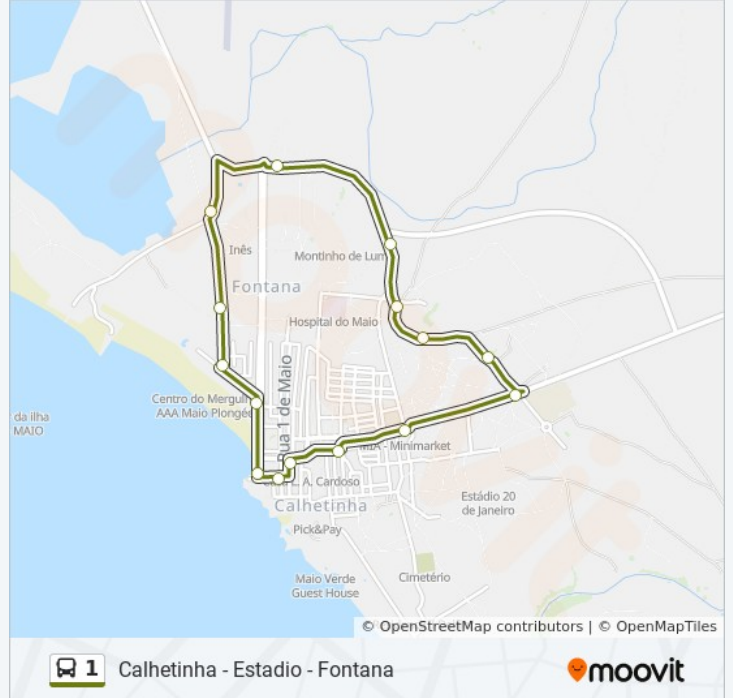 Inês
Montinho de Lum
Fontana
Hospital do Maio
Rua 1 de Maio
Centro do Mergul
AAA Maio Plongée
da ilha
MAIO
MIA - Minimarket
L. A. Cardoso
Estádio 20
de Janeiro
Calhetinha
Pick&Pay
Maio Verde
Guest House
Cimetério
© OpenStreetMap contributors | © OpenMapTiles
1 Calhetinha - Estadio - Fontana
moovit